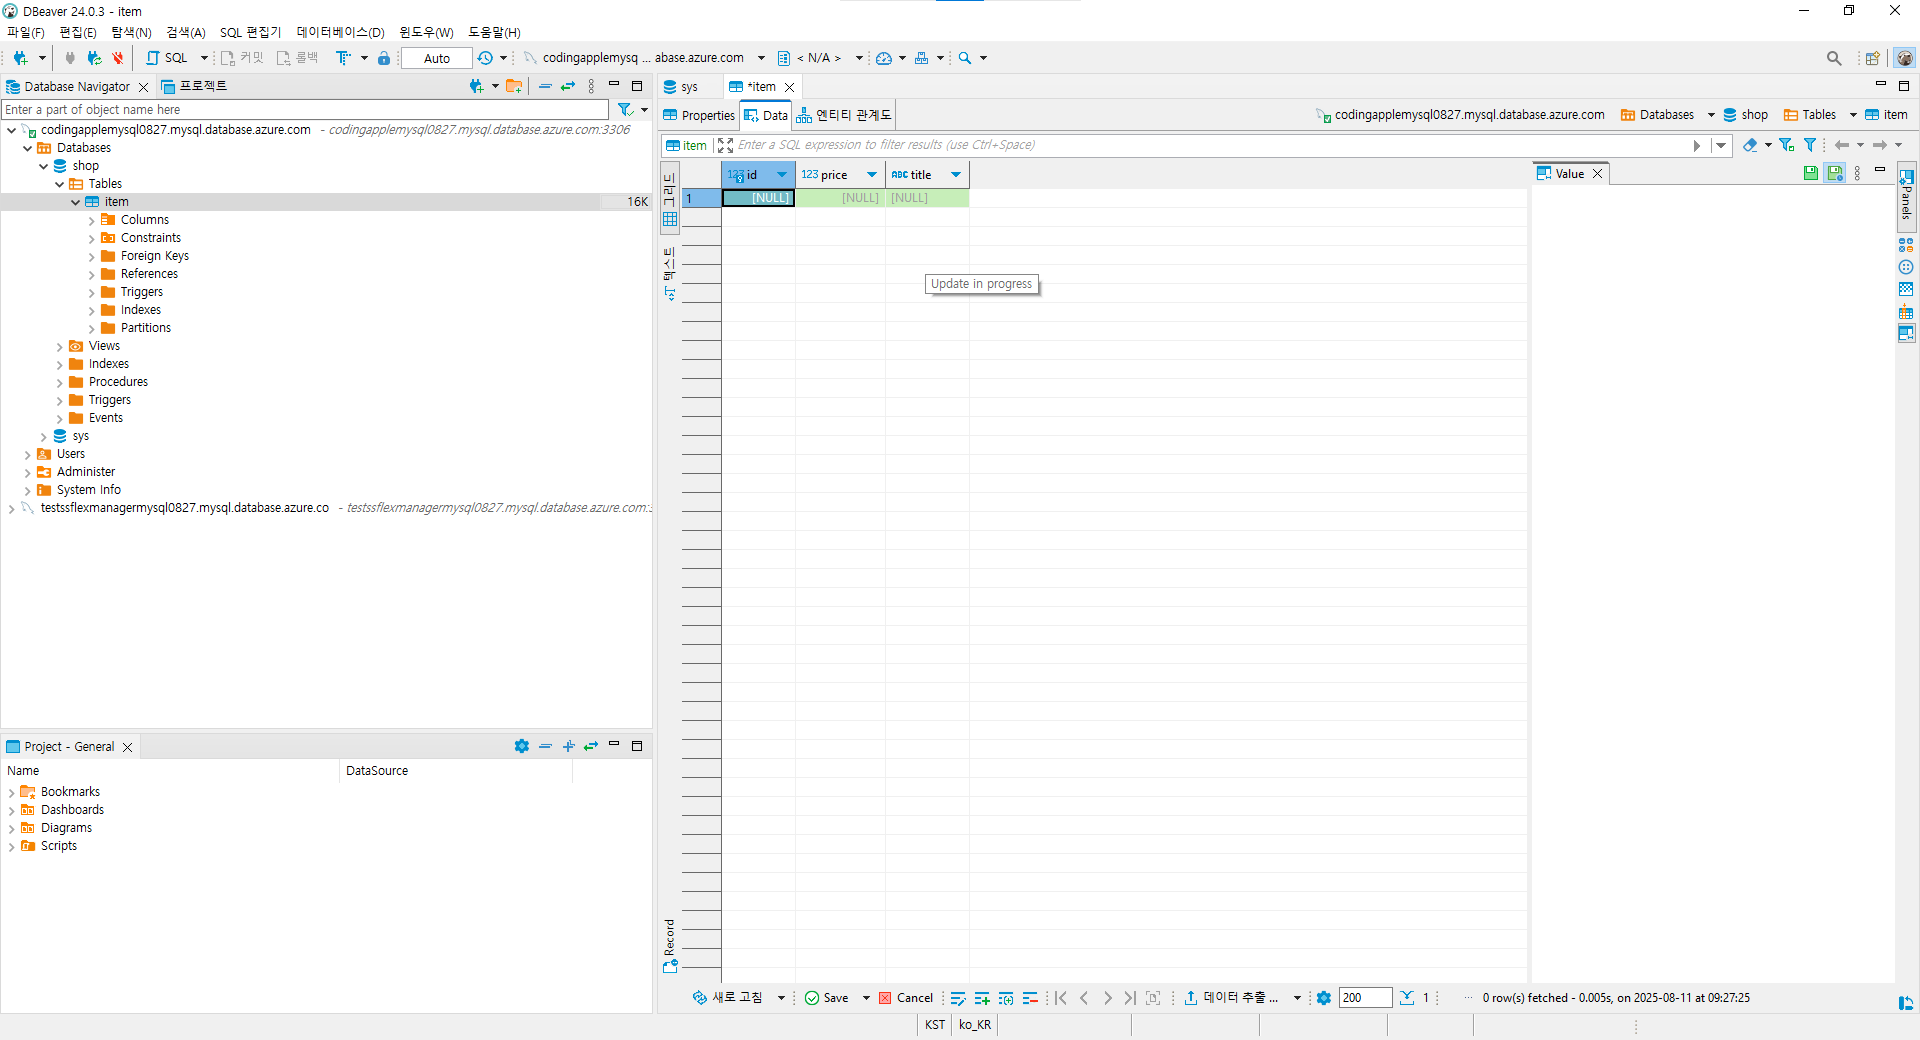 DBeaver 24.0.3 - item
파일(F) 편집(E) 탐색(N) 검색(A) SQL 편집기 데이터베이스(D) 윈도우(W) 도움말(H)
SQL 커밋 롤백 Auto codingapplemysq ... abase.azure.com < N/A >
Database Navigator 프로젝트
Enter a part of object name here
codingapplemysql0827.mysql.database.azure.com - codingapplemysql0827.mysql.database.azure.com:3306
Databases
shop
Tables
item 16K
Columns
Constraints
Foreign Keys
References
Triggers
Indexes
Partitions
Views
Indexes
Procedures
Triggers
Events
sys
Users
Administer
System Info
testssflexmanagermysql0827.mysql.database.azure.co - testssflexmanagermysql0827.mysql.database.azure.com:3
Project - General
Name DataSource
Bookmarks
Dashboards
Diagrams
Scripts
sys *item
Properties Data 엔티티 관계도 codingapplemysql0827.mysql.database.azure.com Databases shop Tables item
item Enter a SQL expression to filter results (use Ctrl+Space)
그리드
텍스트
Record
123 id 123 price ABC title
1 [NULL] [NULL] [NULL]
Update in progress
Value
Panels
새로 고침 Save Cancel 데이터 추출 ... 200 1 ... 0 row(s) fetched - 0.005s, on 2025-08-11 at 09:27:25
KST ko_KR